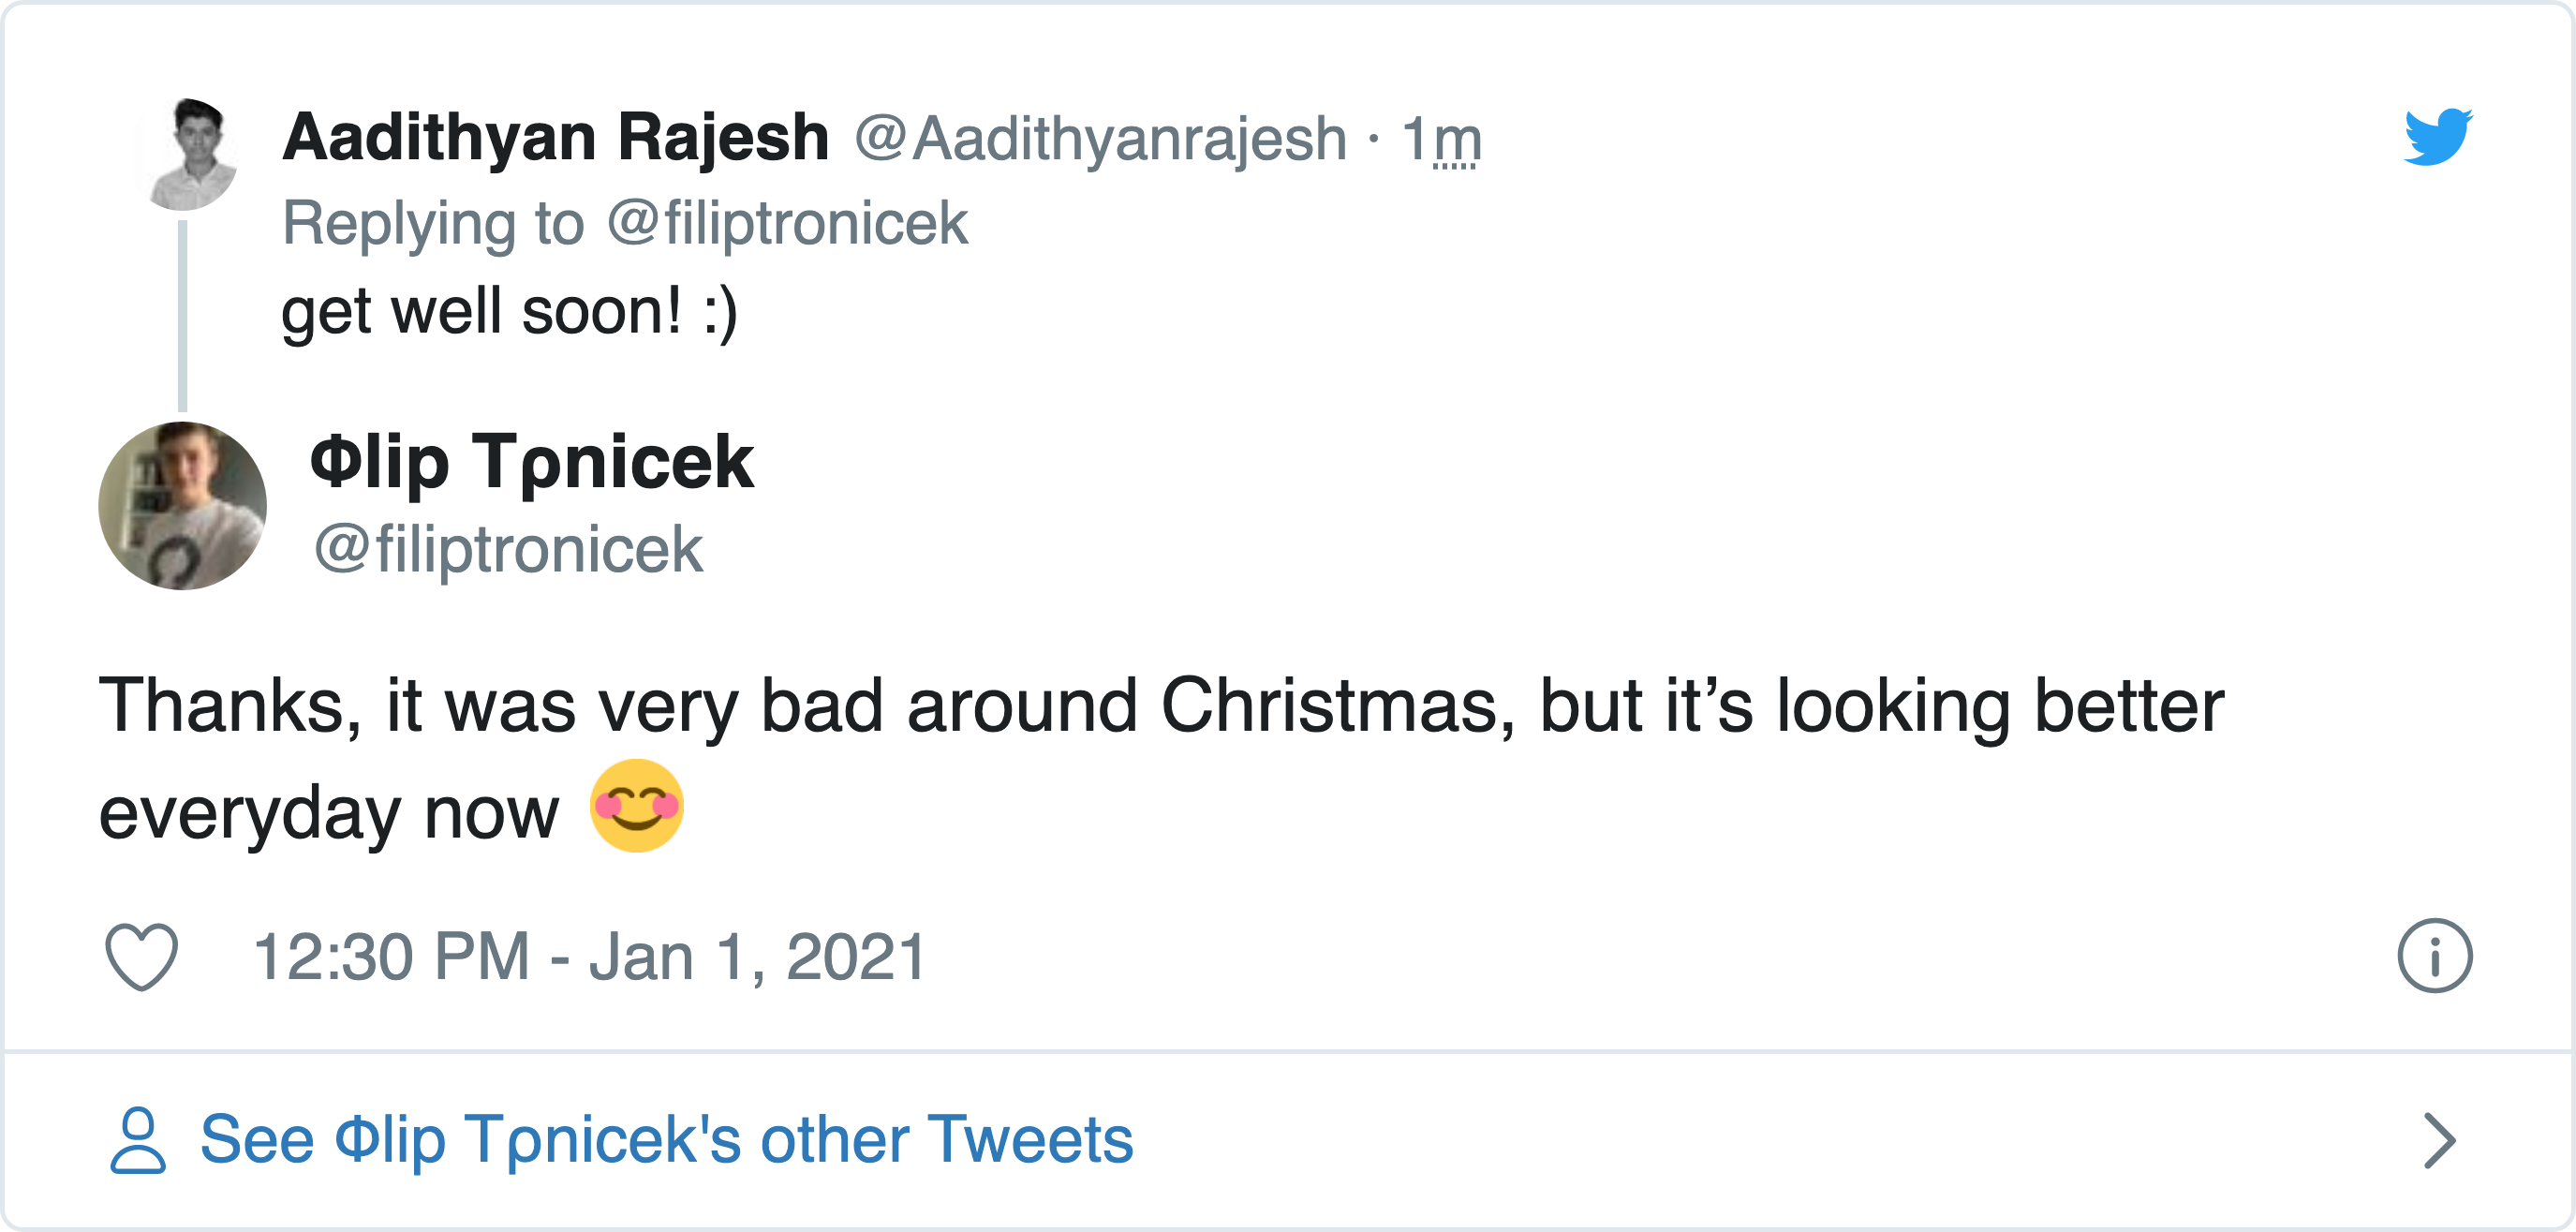 Aadithyan Rajesh @Aadithyanrajesh · 1m
Replying to @filiptronicek
get well soon! :)
Φlip Tρnicek
@filiptronicek
Thanks, it was very bad around Christmas, but it’s looking better
everyday now 😊
12:30 PM - Jan 1, 2021
See Φlip Tρnicek's other Tweets